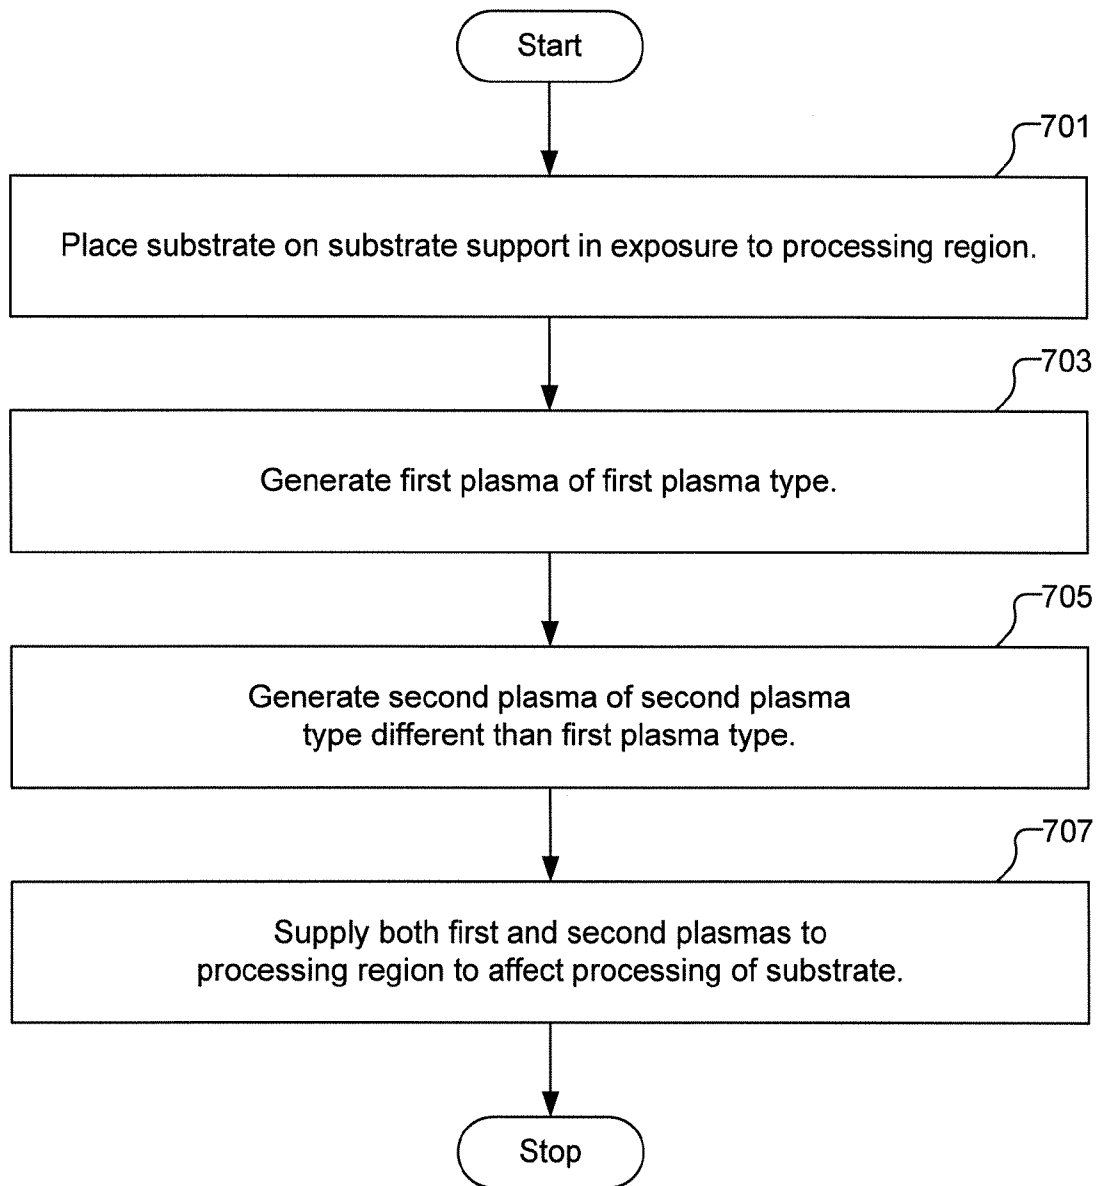 Start
701
Place substrate on substrate support in exposure to processing region.
703
Generate first plasma of first plasma type.
705
Generate second plasma of second plasma
type different than first plasma type.
707
Supply both first and second plasmas to
processing region to affect processing of substrate.
Stop